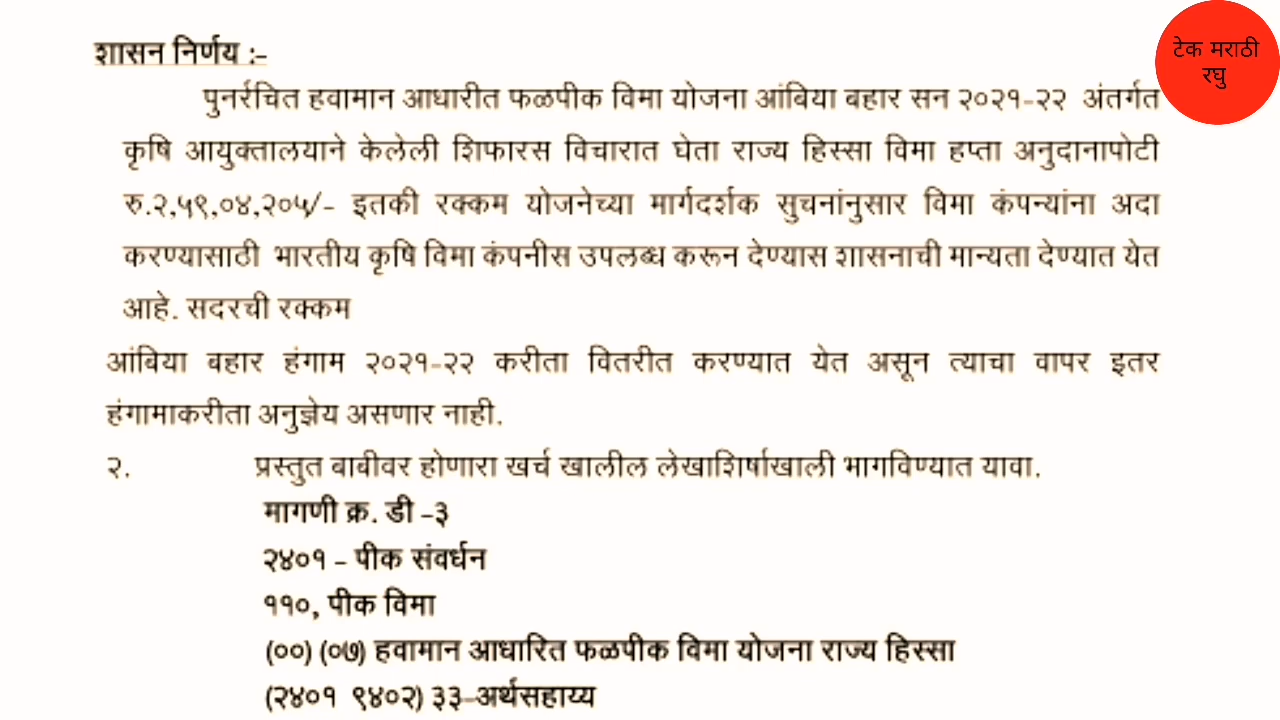 शासन निर्णय :-
पुनर्रचित हवामान आधारीत फळपीक विमा योजना आंबिया बहार सन २०२१-२२ अंतर्गत
कृषि आयुक्तालयाने केलेली शिफारस विचारात घेता राज्य हिस्सा विमा हप्ता अनुदानापोटी
रु.२,५९,०४,२०५/- इतकी रक्कम योजनेच्या मार्गदर्शक सुचनांनुसार विमा कंपन्यांना अदा
करण्यासाठी भारतीय कृषि विमा कंपनीस उपलब्ध करून देण्यास शासनाची मान्यता देण्यात येत
आहे. सदरची रक्कम
आंबिया बहार हंगाम २०२१-२२ करीता वितरीत करण्यात येत असून त्याचा वापर इतर
हंगामाकरीता अनुज्ञेय असणार नाही.
२. प्रस्तुत बाबीवर होणारा खर्च खालील लेखाशिर्षाखाली भागविण्यात यावा.
मागणी क्र. डी -३
२४०१ - पीक संवर्धन
११०, पीक विमा
(००) (०७) हवामान आधारित फळपीक विमा योजना राज्य हिस्सा
(२४०१ ९४०२) ३३-अर्थसहाय्य
टेक मराठी
रघु